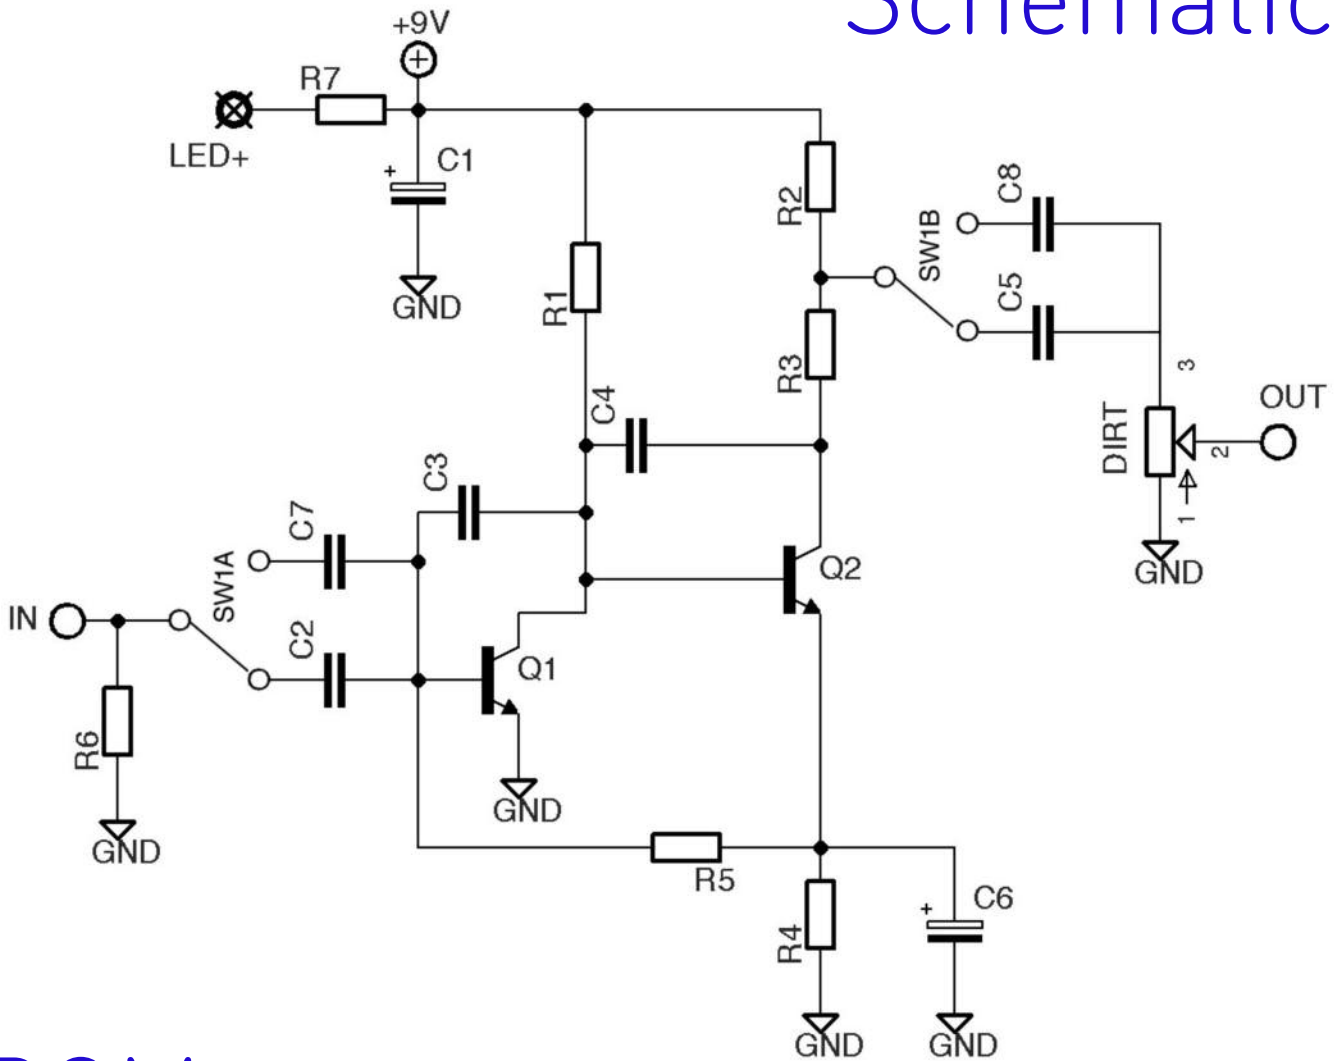 Schematic
+9V
R7
LED+
+
C1
GND
R1
R2
R3
SW1B
C8
C5
3
DIRT
2
1
OUT
GND
C4
C3
C7
SW1A
C2
IN
R6
GND
Q1
GND
Q2
R5
R4
GND
+
C6
GND